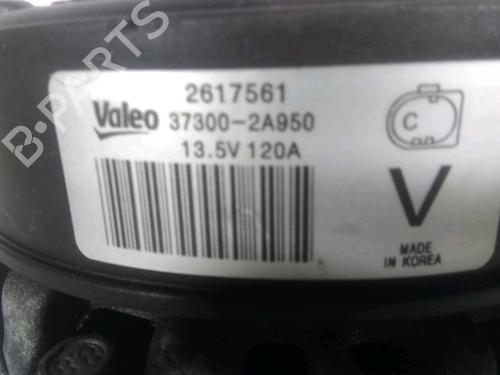 2617561
Valeo 37300-2A950
13.5V 120A
C
V
MADE
IN KOREA
B-PARTS